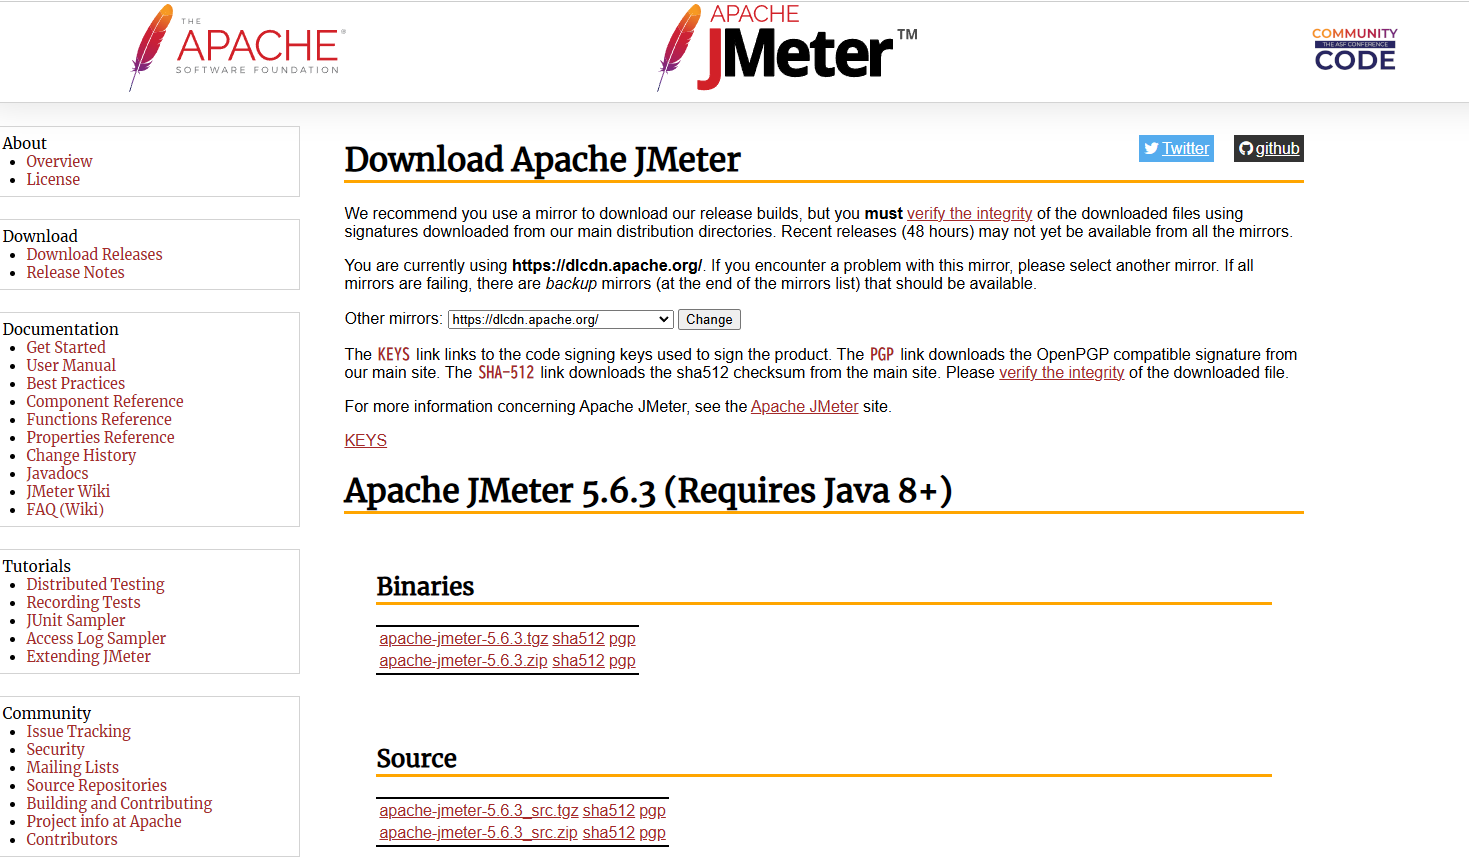 THE
APACHE®
SOFTWARE FOUNDATION
APACHE
JMeter™
COMMUNITY
THE ASF CONFERENCE
CODE
About
Overview
License
Download
Download Releases
Release Notes
Documentation
Get Started
User Manual
Best Practices
Component Reference
Functions Reference
Properties Reference
Change History
Javadocs
JMeter Wiki
FAQ (Wiki)
Tutorials
Distributed Testing
Recording Tests
JUnit Sampler
Access Log Sampler
Extending JMeter
Community
Issue Tracking
Security
Mailing Lists
Source Repositories
Building and Contributing
Project info at Apache
Contributors
Twitter
github
Download Apache JMeter
We recommend you use a mirror to download our release builds, but you must verify the integrity of the downloaded files using
signatures downloaded from our main distribution directories. Recent releases (48 hours) may not yet be available from all the mirrors.
You are currently using https://dlcdn.apache.org/. If you encounter a problem with this mirror, please select another mirror. If all
mirrors are failing, there are backup mirrors (at the end of the mirrors list) that should be available.
Other mirrors: https://dlcdn.apache.org/ Change
The KEYS link links to the code signing keys used to sign the product. The PGP link downloads the OpenPGP compatible signature from
our main site. The SHA-512 link downloads the sha512 checksum from the main site. Please verify the integrity of the downloaded file.
For more information concerning Apache JMeter, see the Apache JMeter site.
KEYS
Apache JMeter 5.6.3 (Requires Java 8+)
Binaries
apache-jmeter-5.6.3.tgz sha512 pgp
apache-jmeter-5.6.3.zip sha512 pgp
Source
apache-jmeter-5.6.3_src.tgz sha512 pgp
apache-jmeter-5.6.3_src.zip sha512 pgp